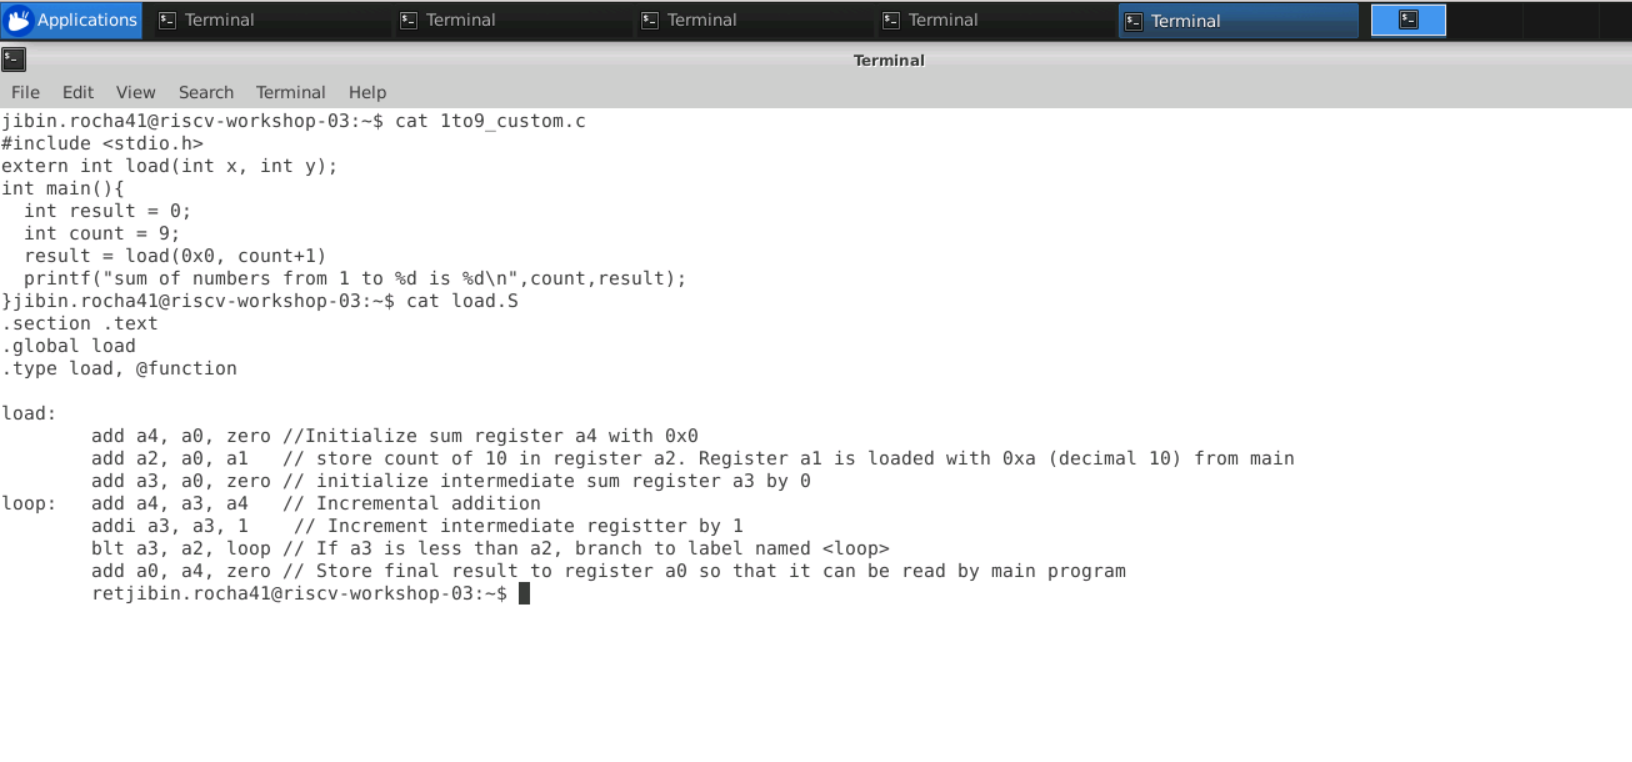 Applications Terminal Terminal Terminal Terminal Terminal
Terminal
File Edit View Search Terminal Help
jibin.rocha41@riscv-workshop-03:~$ cat 1to9_custom.c
#include <stdio.h>
extern int load(int x, int y);
int main(){
  int result = 0;
  int count = 9;
  result = load(0x0, count+1)
  printf("sum of numbers from 1 to %d is %d\n",count,result);
}jibin.rocha41@riscv-workshop-03:~$ cat load.S
.section .text
.global load
.type load, @function

load:
        add a4, a0, zero //Initialize sum register a4 with 0x0
        add a2, a0, a1   // store count of 10 in register a2. Register a1 is loaded with 0xa (decimal 10) from main
        add a3, a0, zero // initialize intermediate sum register a3 by 0
loop:   add a4, a3, a4   // Incremental addition
        addi a3, a3, 1    // Increment intermediate registter by 1
        blt a3, a2, loop // If a3 is less than a2, branch to label named <loop>
        add a0, a4, zero // Store final result to register a0 so that it can be read by main program
        retjibin.rocha41@riscv-workshop-03:~$